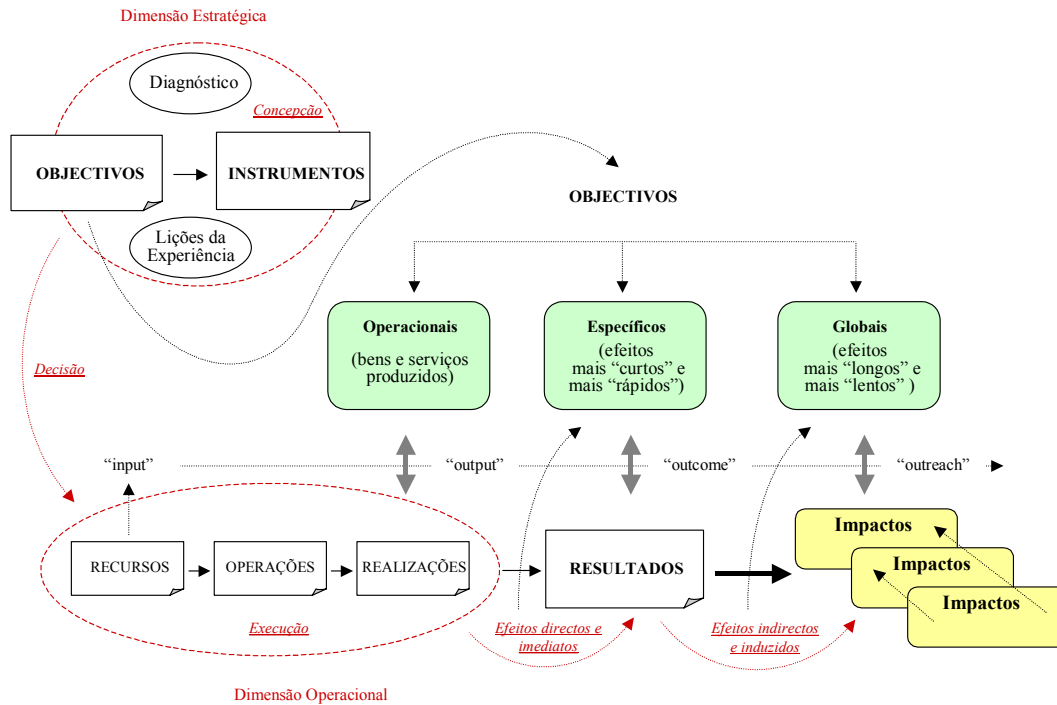 Dimensão Estratégica
Diagnóstico
Concepção
OBJECTIVOS
INSTRUMENTOS
Lições da
Experiência
OBJECTIVOS
Operacionais
(bens e serviços
produzidos)
Específicos
(efeitos
mais “curtos” e
mais “rápidos”)
Globais
(efeitos
mais “longos” e
mais “lentos” )
Decisão
“input”
“output”
“outcome”
“outreach”
RECURSOS
OPERAÇÕES
REALIZAÇÕES
RESULTADOS
Impactos
Impactos
Impactos
Execução
Efeitos directos e
imediatos
Efeitos indirectos
e induzidos
Dimensão Operacional